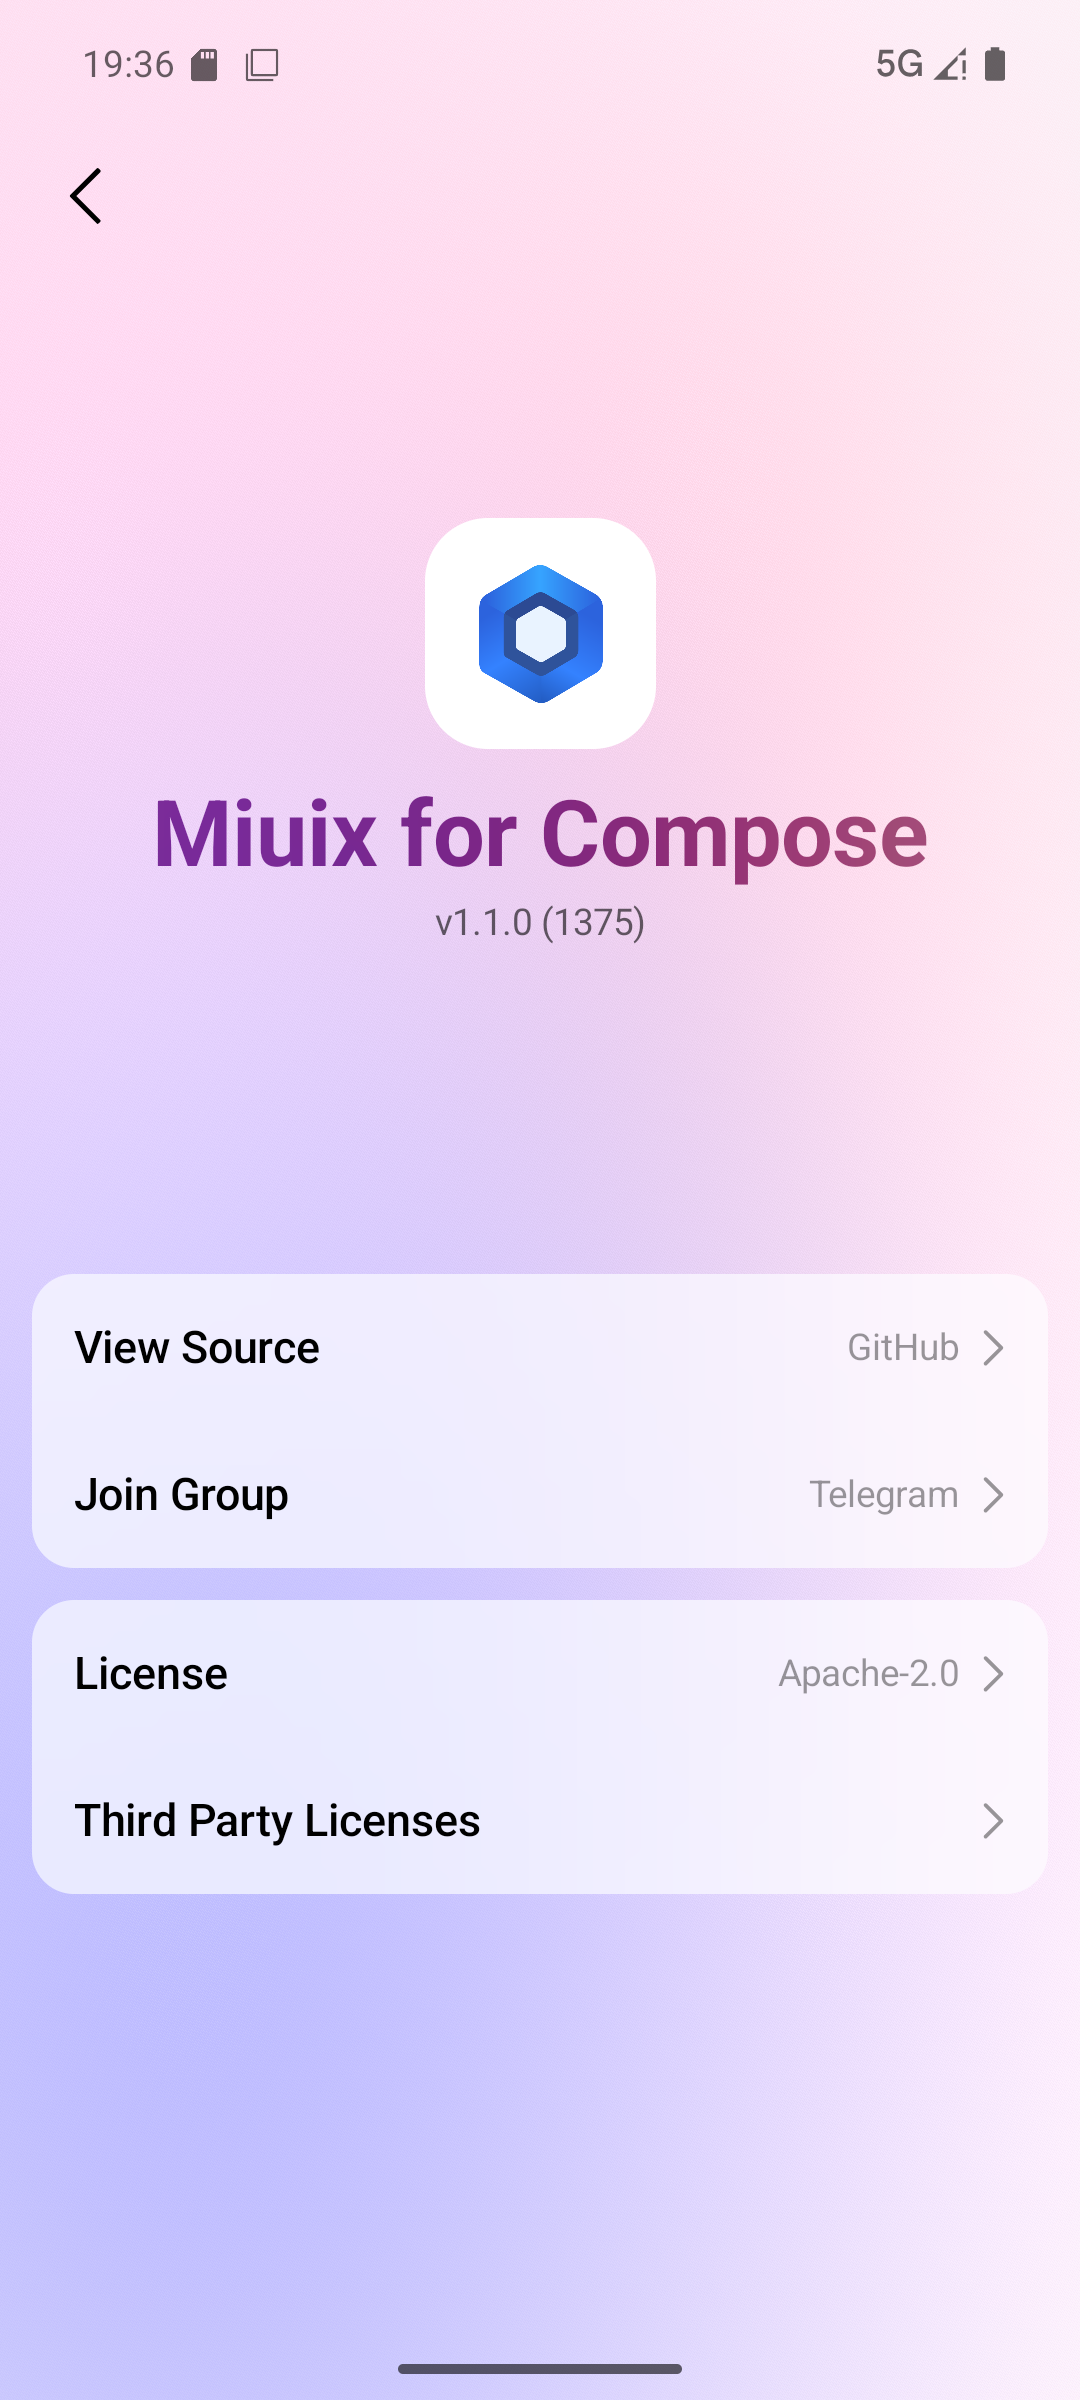 19:36 5G
Miuix for Compose
v1.1.0 (1375)
View Source GitHub
Join Group Telegram
License Apache-2.0
Third Party Licenses